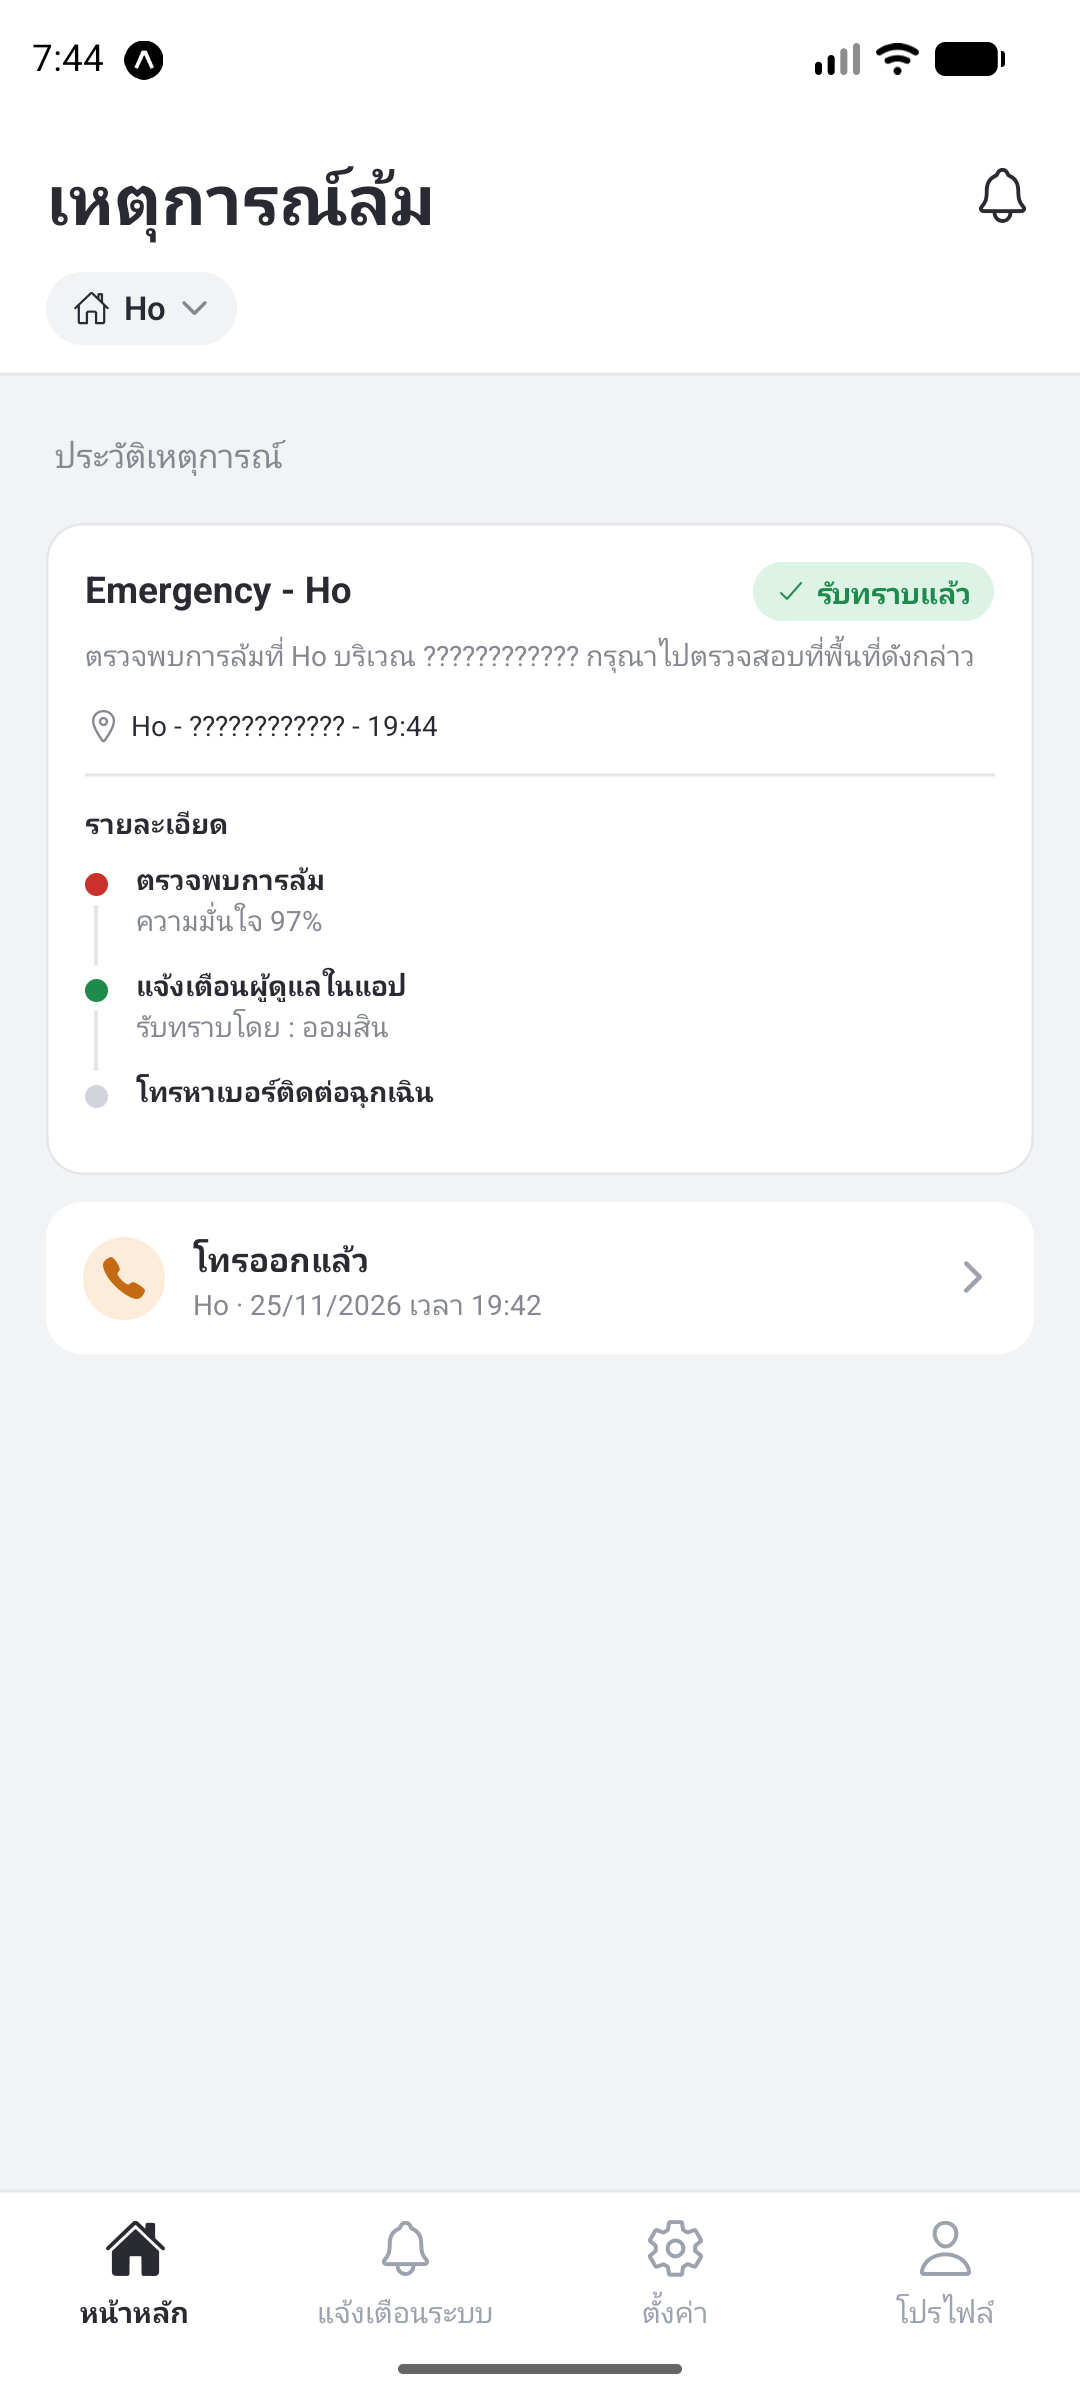 7:44
เหตุการณ์ล้ม
Ho
ประวัติเหตุการณ์
Emergency - Ho
รับทราบแล้ว
ตรวจพบการล้มที่ Ho บริเวณ ???????????? กรุณาไปตรวจสอบที่พื้นที่ดังกล่าว
Ho - ???????????? - 19:44
รายละเอียด
ตรวจพบการล้ม
ความมั่นใจ 97%
แจ้งเตือนผู้ดูแลในแอป
รับทราบโดย : ออมสิน
โทรหาเบอร์ติดต่อฉุกเฉิน
โทรออกแล้ว
Ho · 25/11/2026 เวลา 19:42
หน้าหลัก
แจ้งเตือนระบบ
ตั้งค่า
โปรไฟล์